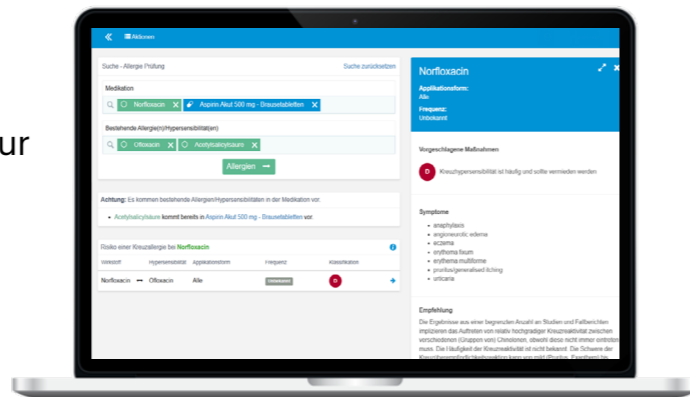 ur
Aktionen
Suche - Allergie Prüfung
Suche zurücksetzen
Medikation
Norfloxacin X Aspirin Akut 500 mg - Brausetabletten X
Bestehende Allergie(n)/Hypersensibilität(en)
Ofloxacin X Acetylsalicylsäure X
Allergien →
Achtung: Es kommen bestehende Allergien/Hypersensibilitäten in der Medikation vor.
• Acetylsalicylsäure kommt bereits in Aspirin Akut 500 mg - Brausetabletten vor.
Risiko einer Kreuzallergie bei Norfloxacin
Wirkstoff Hypersensibilität Applikationsform Frequenz Klassifikation
Norfloxacin Ofloxacin Alle Unbekannt D
Norfloxacin
Applikationsform:
Alle
Frequenz:
Unbekannt
Vorgeschlagene Maßnahmen
D Kreuzhypersensibilität ist häufig und sollte vermieden werden
Symptome
• anaphylaxis
• angioneurotic edema
• eczema
• erythema fixum
• erythema multiforme
• pruritus/generalised itching
• urticaria
Empfehlung
Die Ergebnisse aus einer begrenzten Anzahl an Studien und Fallberichten
implizieren das Auftreten von relativ hochgradiger Kreuzreaktivität zwischen
verschiedenen (Gruppen von) Chinolonen, obwohl diese nicht immer eintreten
muss. Die Häufigkeit der Kreuzreaktivität ist nicht bekannt. Die Schwere der